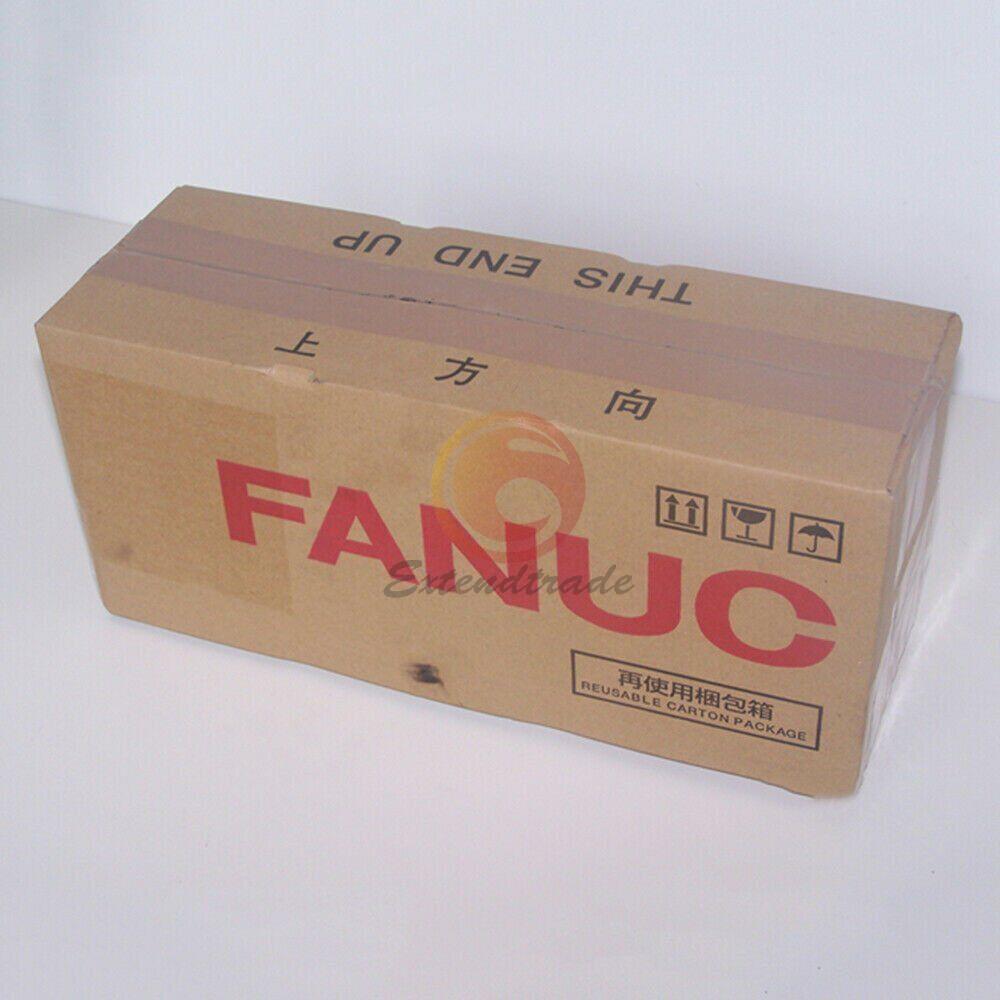 THIS END UP
上方向
FANUC
Extendtrade
再使用梱包箱
REUSABLE CARTON PACKAGE